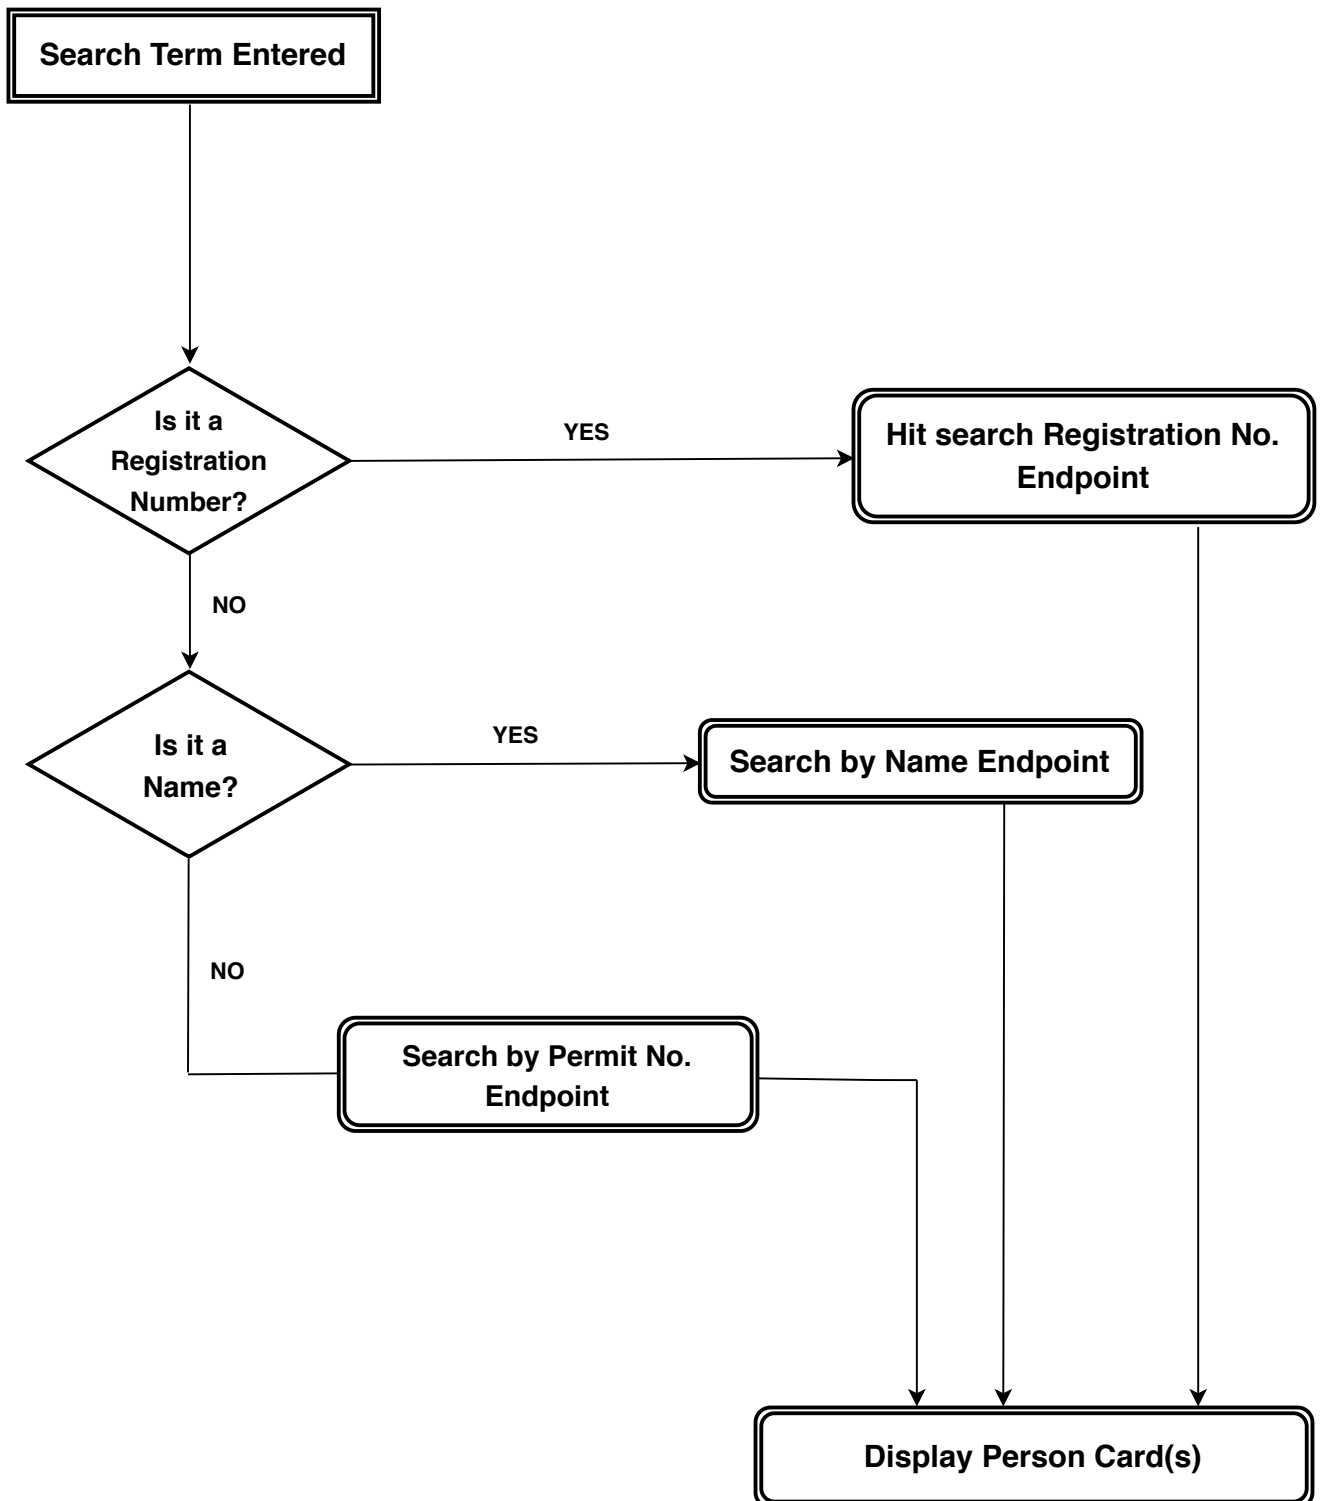 Search Term Entered
Is it a
Registration
Number?
YES
Hit search Registration No.
Endpoint
NO
Is it a
Name?
YES
Search by Name Endpoint
NO
Search by Permit No.
Endpoint
Display Person Card(s)